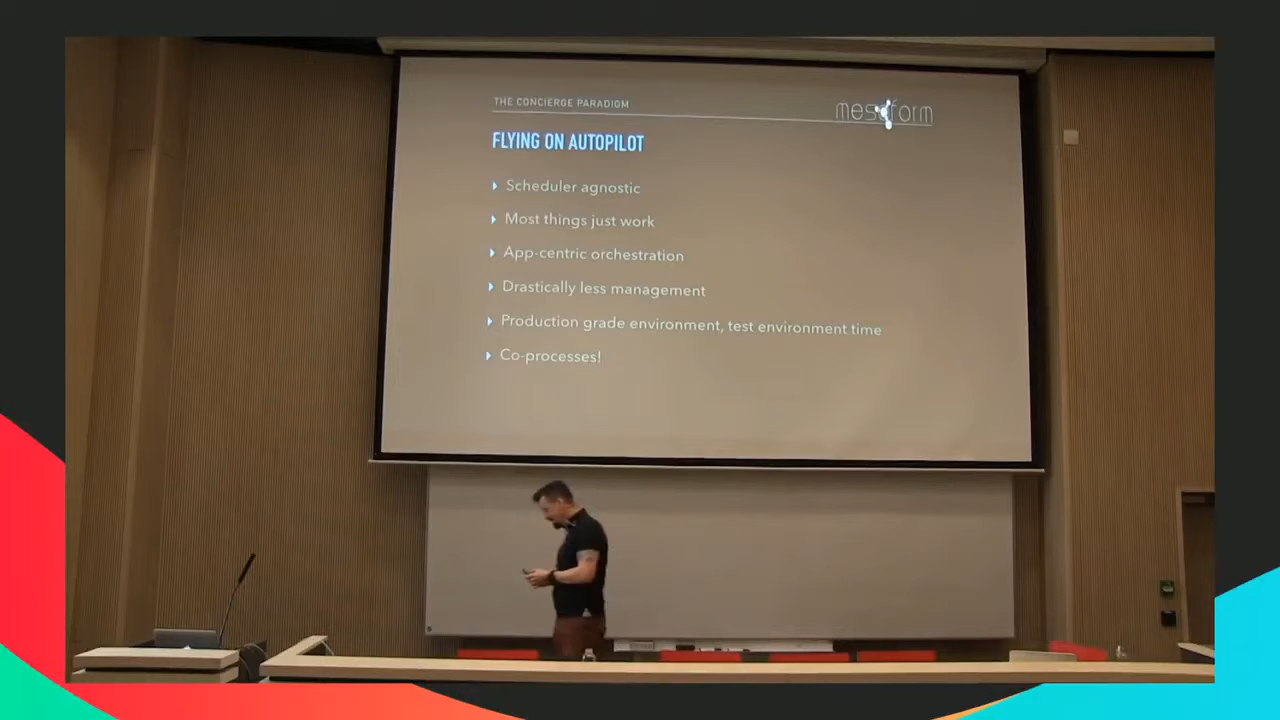 THE CONCIERGE PARADIGM
mesoform
FLYING ON AUTOPILOT
Scheduler agnostic
Most things just work
App-centric orchestration
Drastically less management
Production grade environment, test environment time
Co-processes!